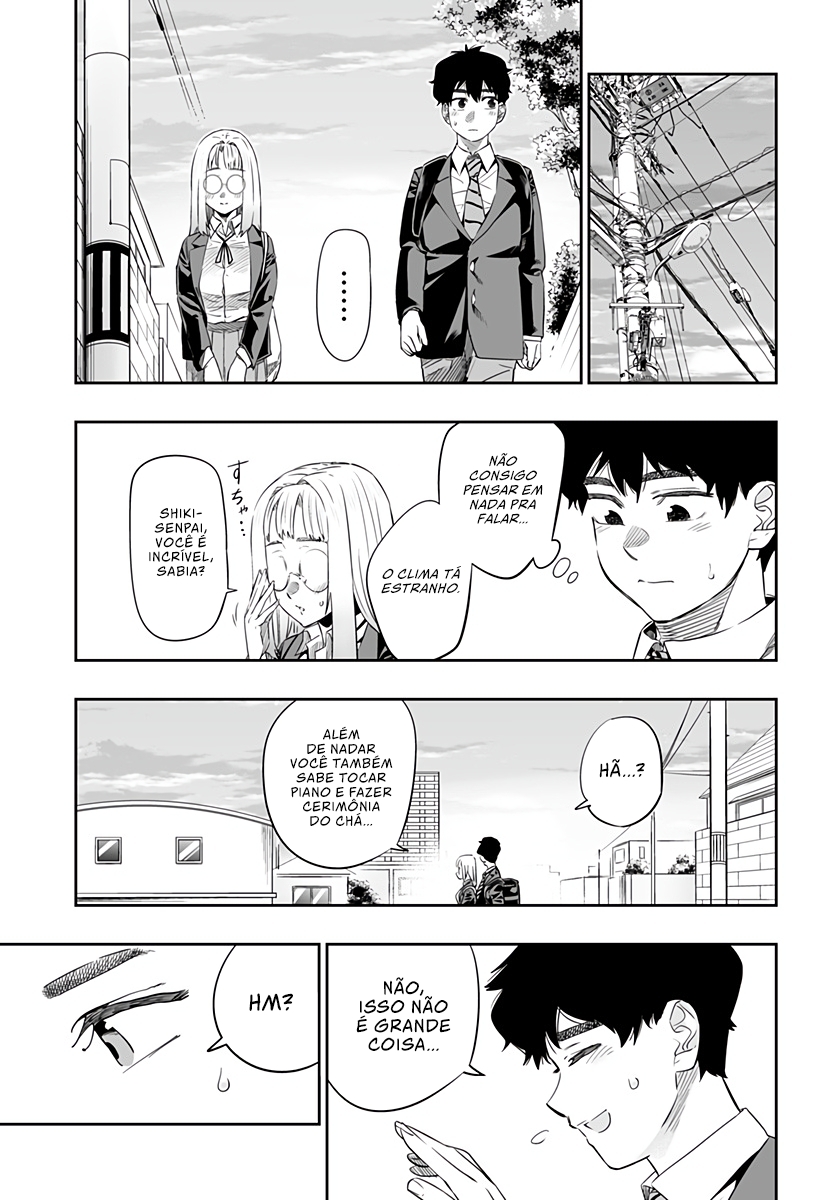 ......
NÃO
CONSIGO
PENSAR EM
NADA PRA
FALAR...
O CLIMA TÁ
ESTRANHO.
すちゃ…
SHIKI-
SENPAI,
VOCÊ É
INCRÍVEL,
SABIA?
HÃ...?
ALÉM
DE NADAR
VOCÊ TAMBÉM
SABE TOCAR
PIANO E FAZER
CERIMÔNIA
DO CHÁ...
NÃO,
ISSO NÃO
É GRANDE
COISA...
HM?